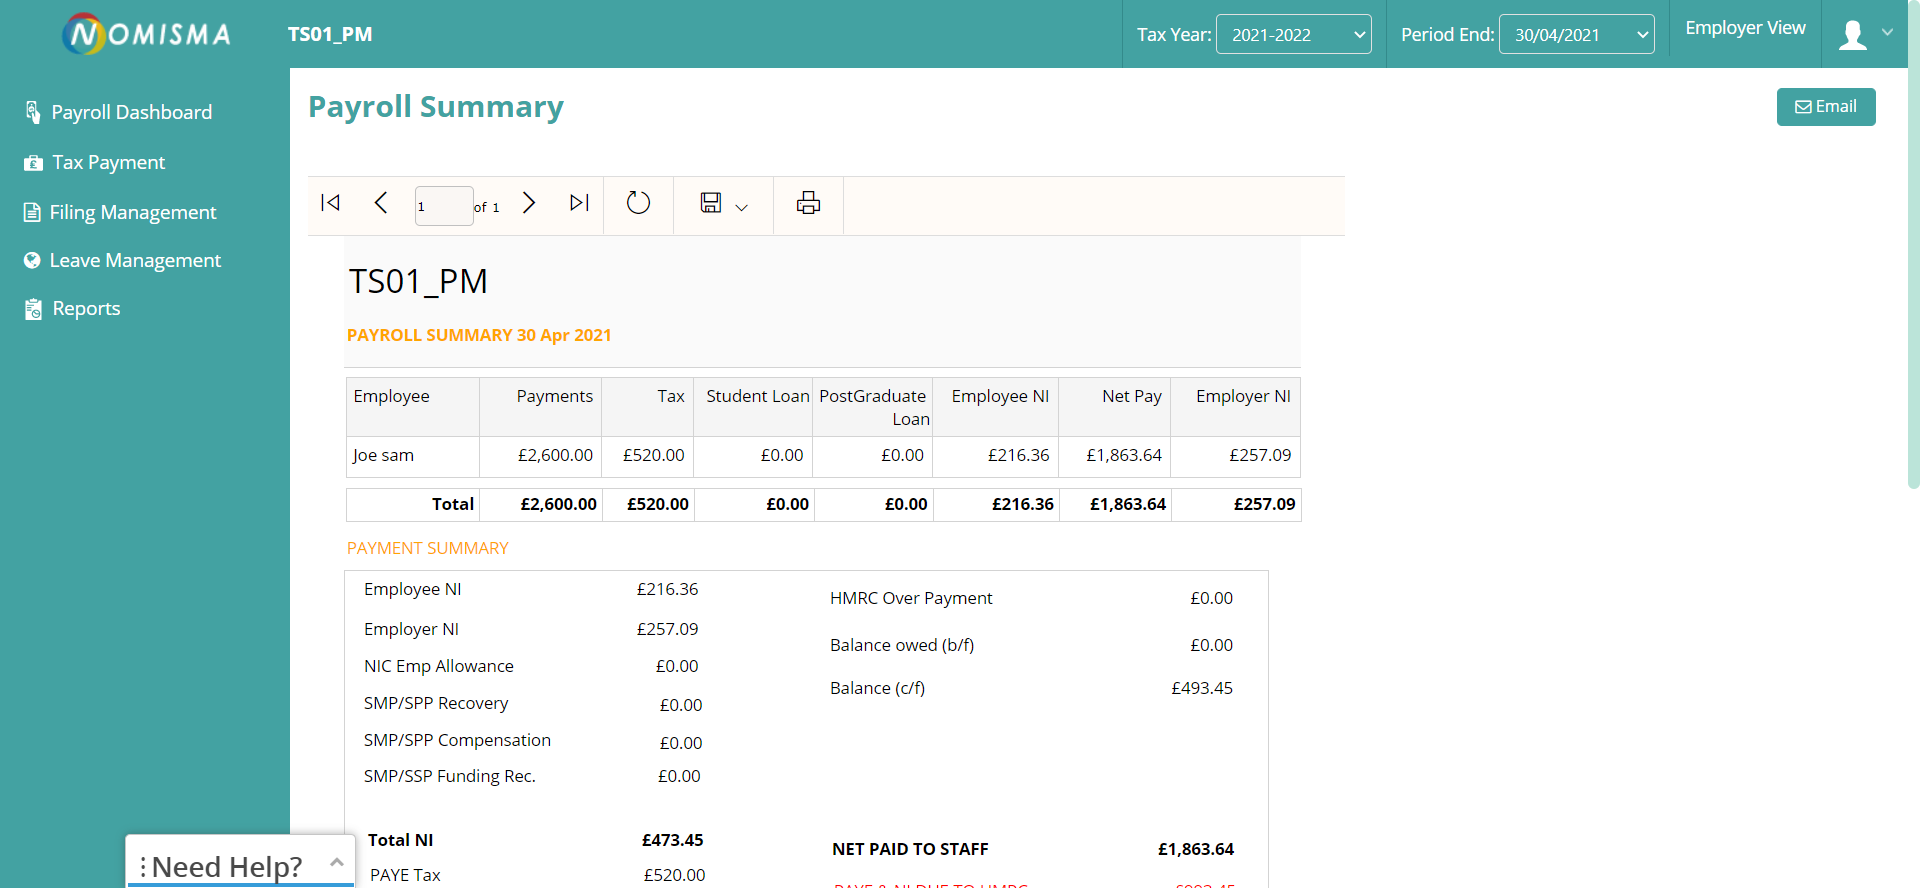 NOMISMA
TS01_PM
Tax Year:
2021-2022
Period End:
30/04/2021
Employer View
Payroll Dashboard
Tax Payment
Filing Management
Leave Management
Reports
Payroll Summary
Email
1
of 1
TS01_PM
PAYROLL SUMMARY 30 Apr 2021
Employee Payments Tax Student Loan PostGraduate Loan Employee NI Net Pay Employer NI
Joe sam £2,600.00 £520.00 £0.00 £0.00 £216.36 £1,863.64 £257.09
Total £2,600.00 £520.00 £0.00 £0.00 £216.36 £1,863.64 £257.09
PAYMENT SUMMARY
Employee NI £216.36
Employer NI £257.09
NIC Emp Allowance £0.00
SMP/SPP Recovery £0.00
SMP/SPP Compensation £0.00
SMP/SSP Funding Rec. £0.00
Total NI £473.45
PAYE Tax £520.00
HMRC Over Payment £0.00
Balance owed (b/f) £0.00
Balance (c/f) £493.45
NET PAID TO STAFF £1,863.64
PAYE & NI DUE TO HMRC
Need Help?